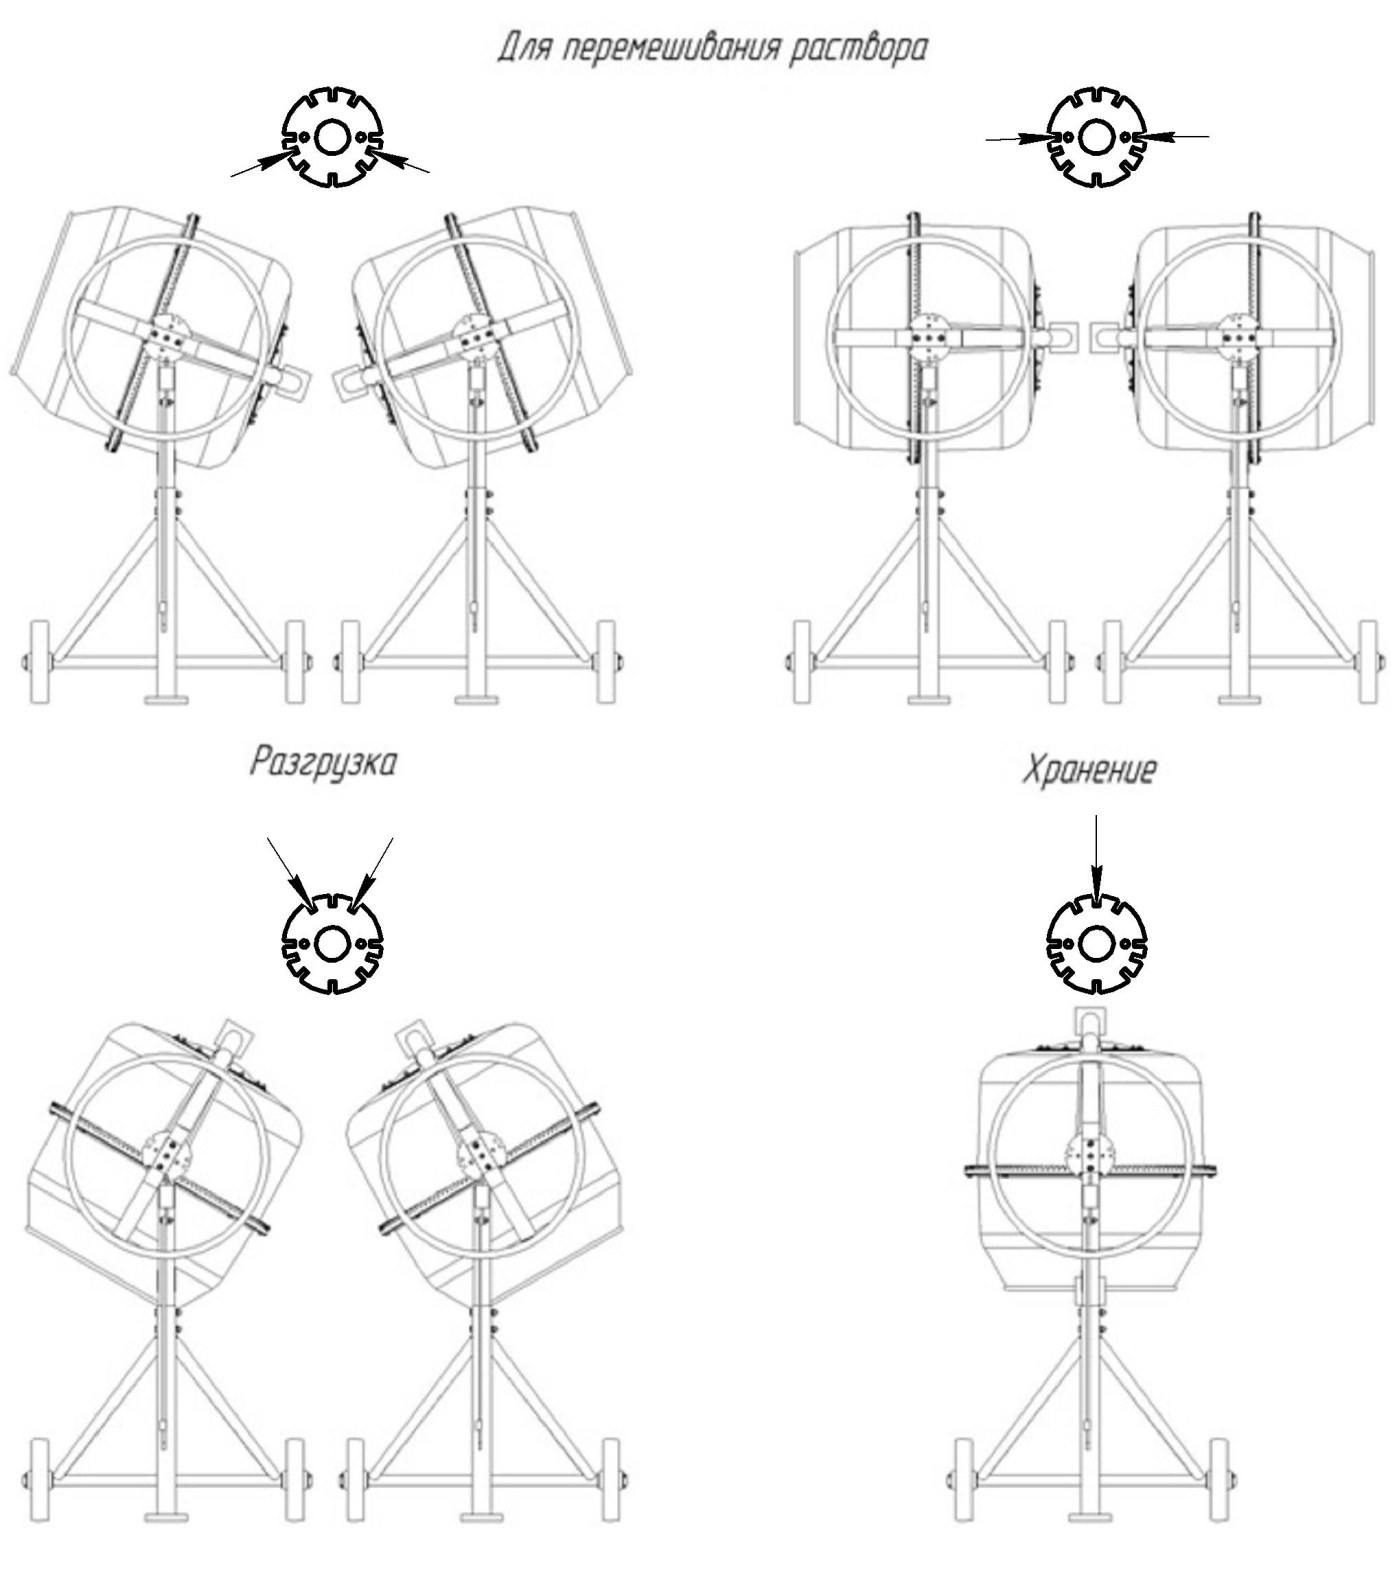 Для перемешивания раствора
Разгрузка
Хранение